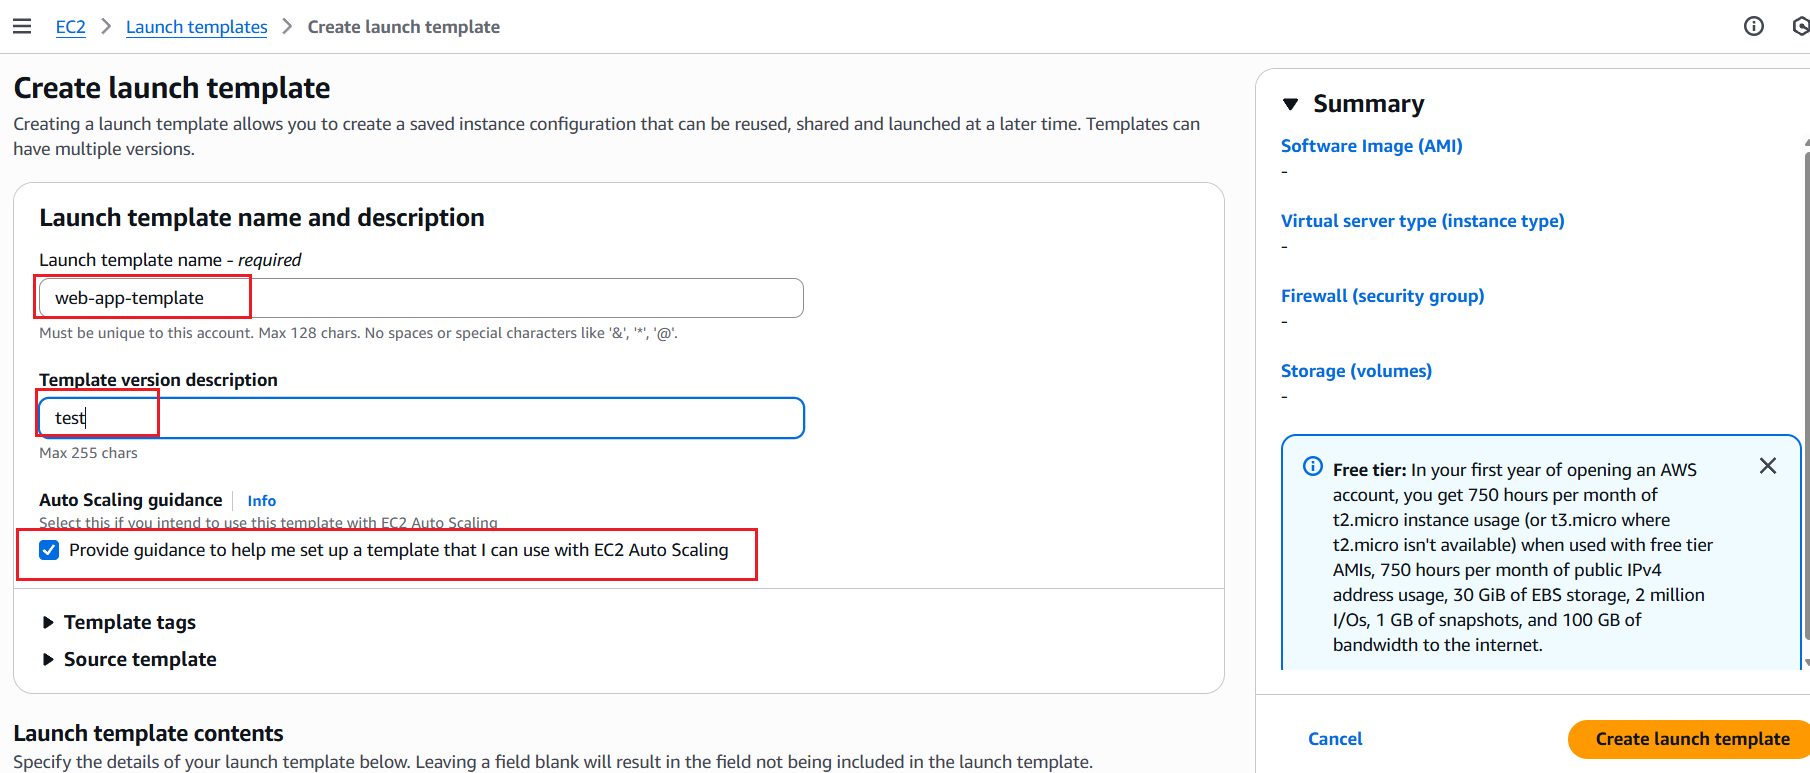 EC2 > Launch templates > Create launch template
Create launch template
Creating a launch template allows you to create a saved instance configuration that can be reused, shared and launched at a later time. Templates can
have multiple versions.
Launch template name and description
Launch template name - required
web-app-template
Must be unique to this account. Max 128 chars. No spaces or special characters like '&', '*', '@'.
Template version description
test
Max 255 chars
Auto Scaling guidance | Info
Select this if you intend to use this template with EC2 Auto Scaling
Provide guidance to help me set up a template that I can use with EC2 Auto Scaling
Template tags
Source template
Launch template contents
Specify the details of your launch template below. Leaving a field blank will result in the field not being included in the launch template.
Summary
Software Image (AMI)
-
Virtual server type (instance type)
-
Firewall (security group)
-
Storage (volumes)
-
Free tier: In your first year of opening an AWS
account, you get 750 hours per month of
t2.micro instance usage (or t3.micro where
t2.micro isn't available) when used with free tier
AMIs, 750 hours per month of public IPv4
address usage, 30 GiB of EBS storage, 2 million
I/Os, 1 GB of snapshots, and 100 GB of
bandwidth to the internet.
Cancel
Create launch template